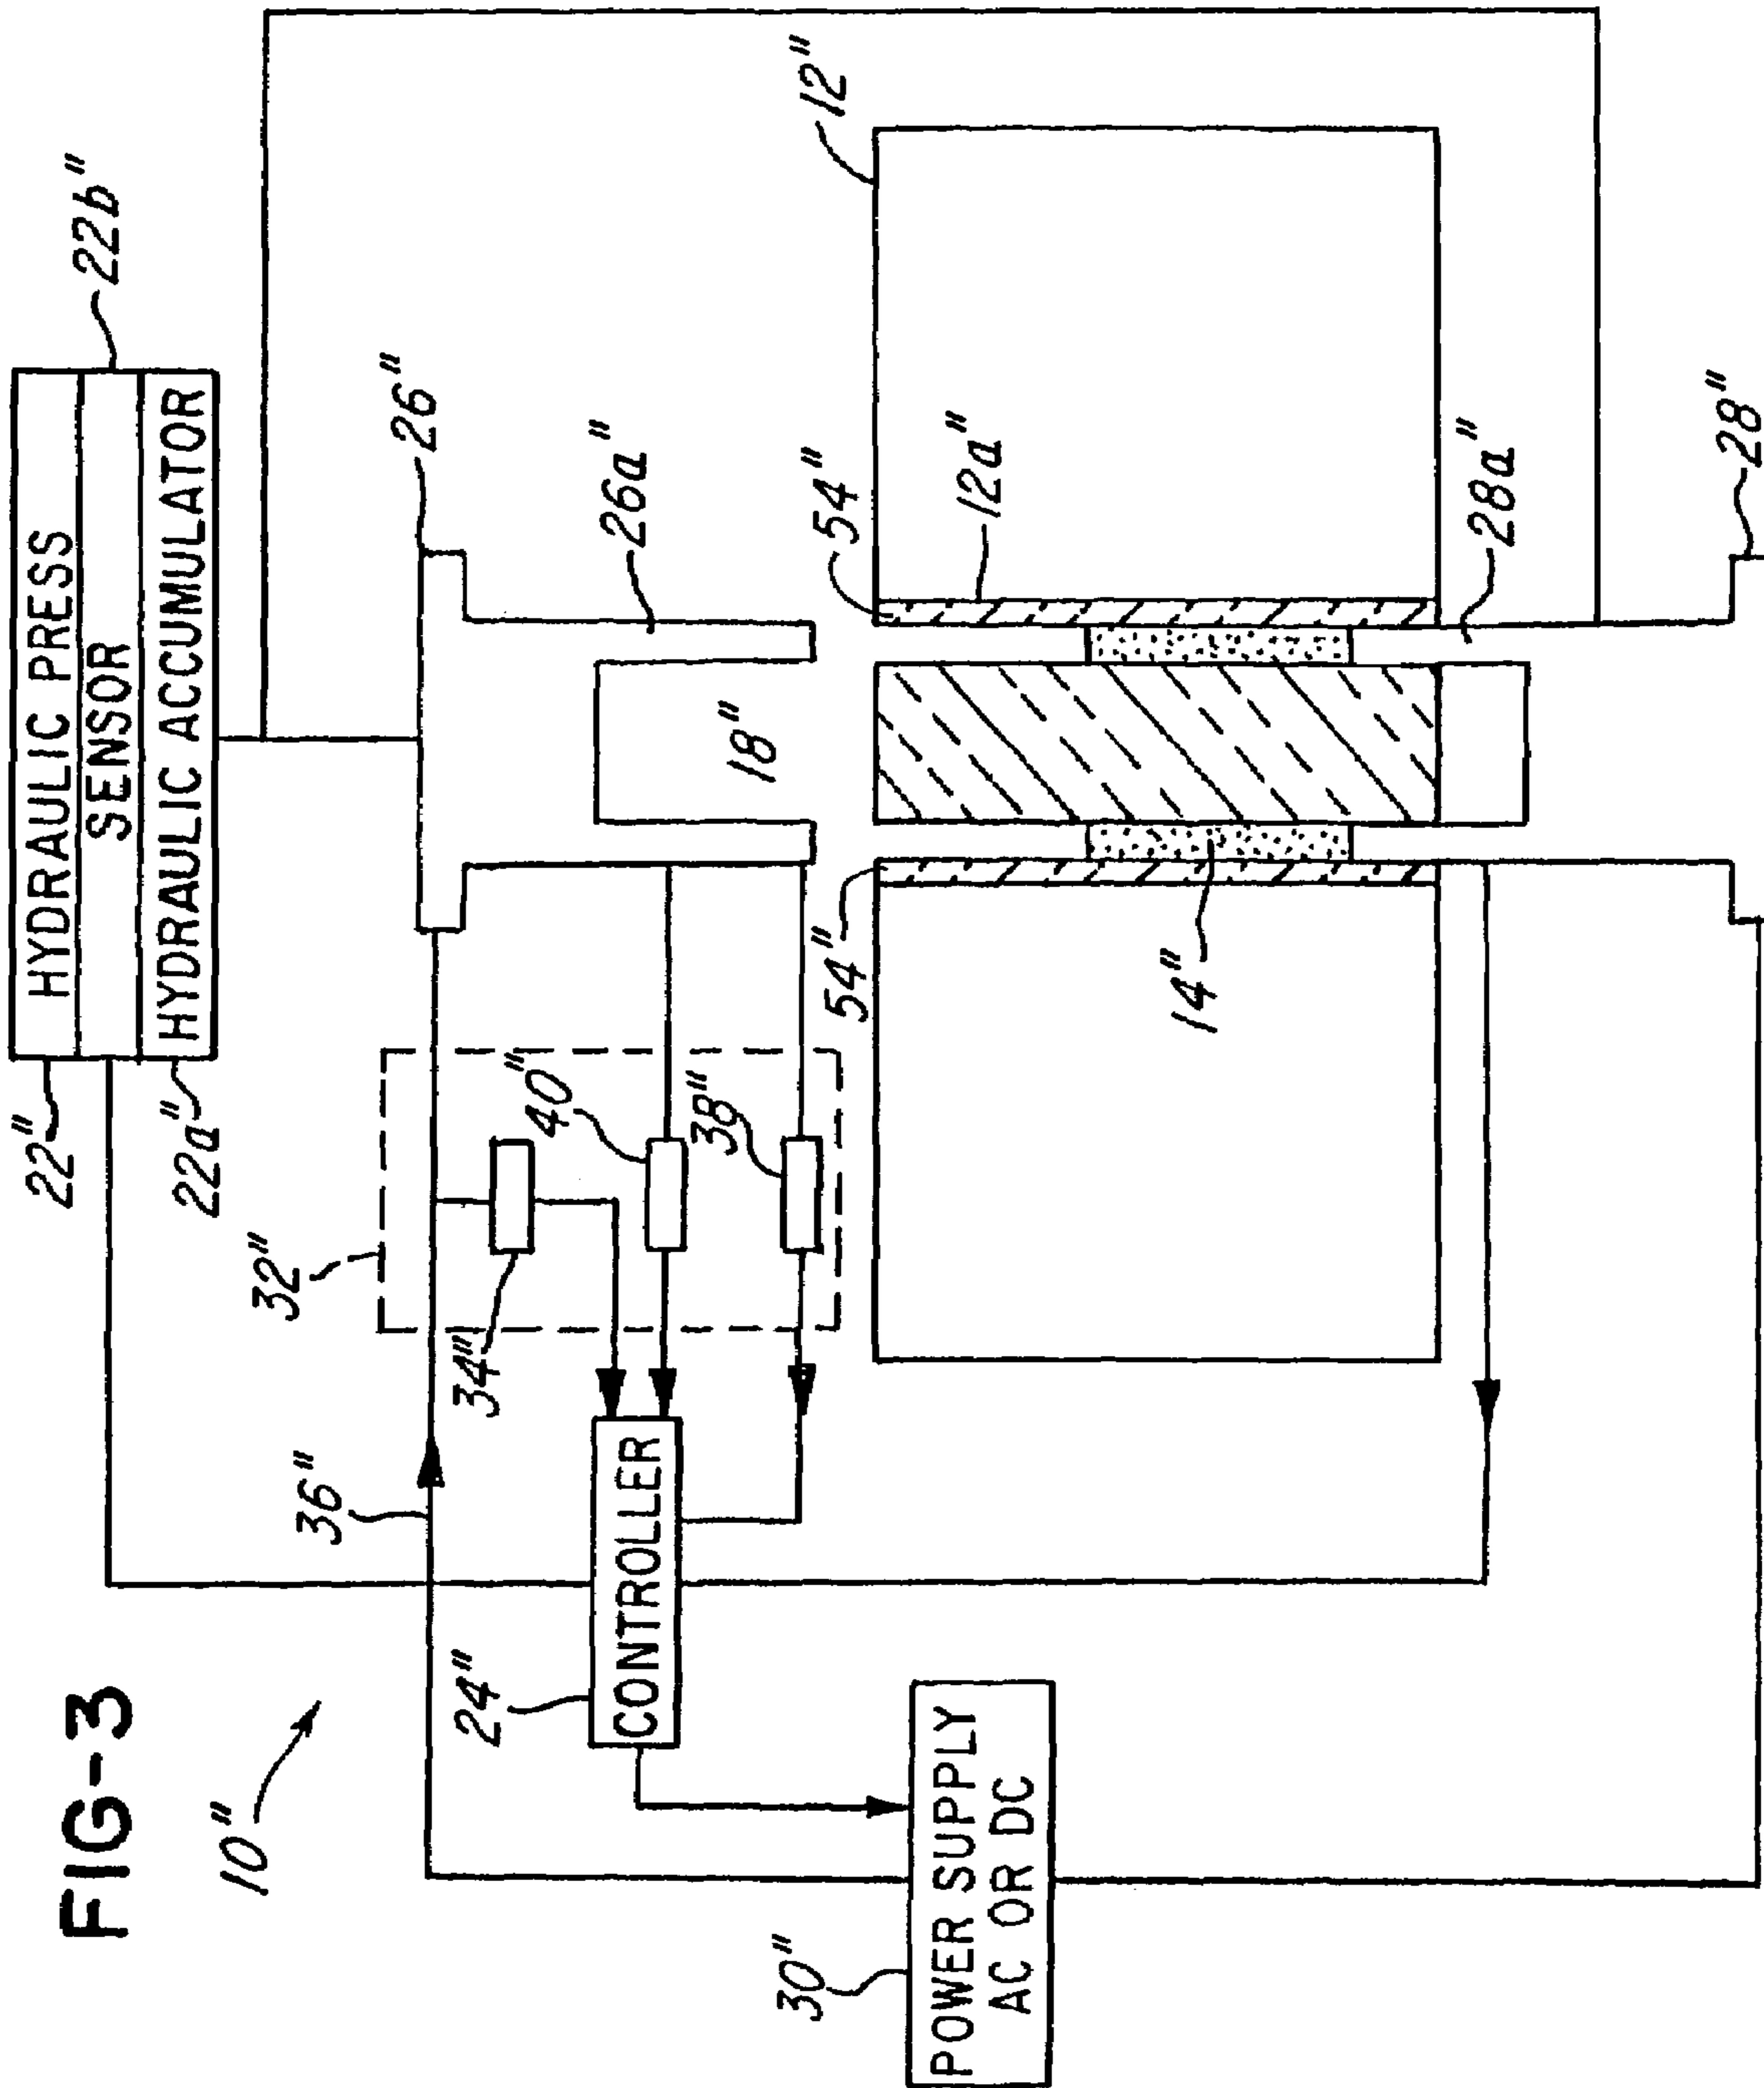 FIG-3
10"
22"
HYDRAULIC PRESS
SENSOR
HYDRAULIC ACCUMULATOR
22a"
22b"
36"
32"
26"
34"
40"
38"
26a"
24"
CONTROLLER
18"
12"
54"
54"
12a"
14"
28a"
30"
POWER SUPPLY
AC OR DC
28"